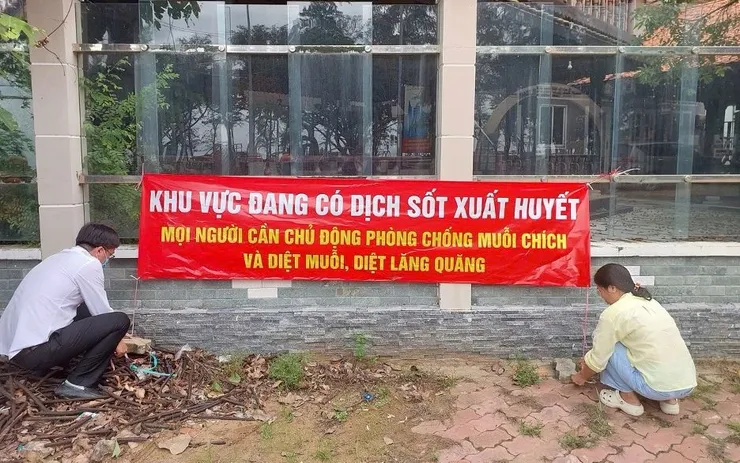 KHU VỰC ĐANG CÓ DỊCH SỐT XUẤT HUYẾT
MỌI NGƯỜI CẦN CHỦ ĐỘNG PHÒNG CHỐNG MUỖI CHÍCH
VÀ DIỆT MUỖI, DIỆT LĂNG QUĂNG